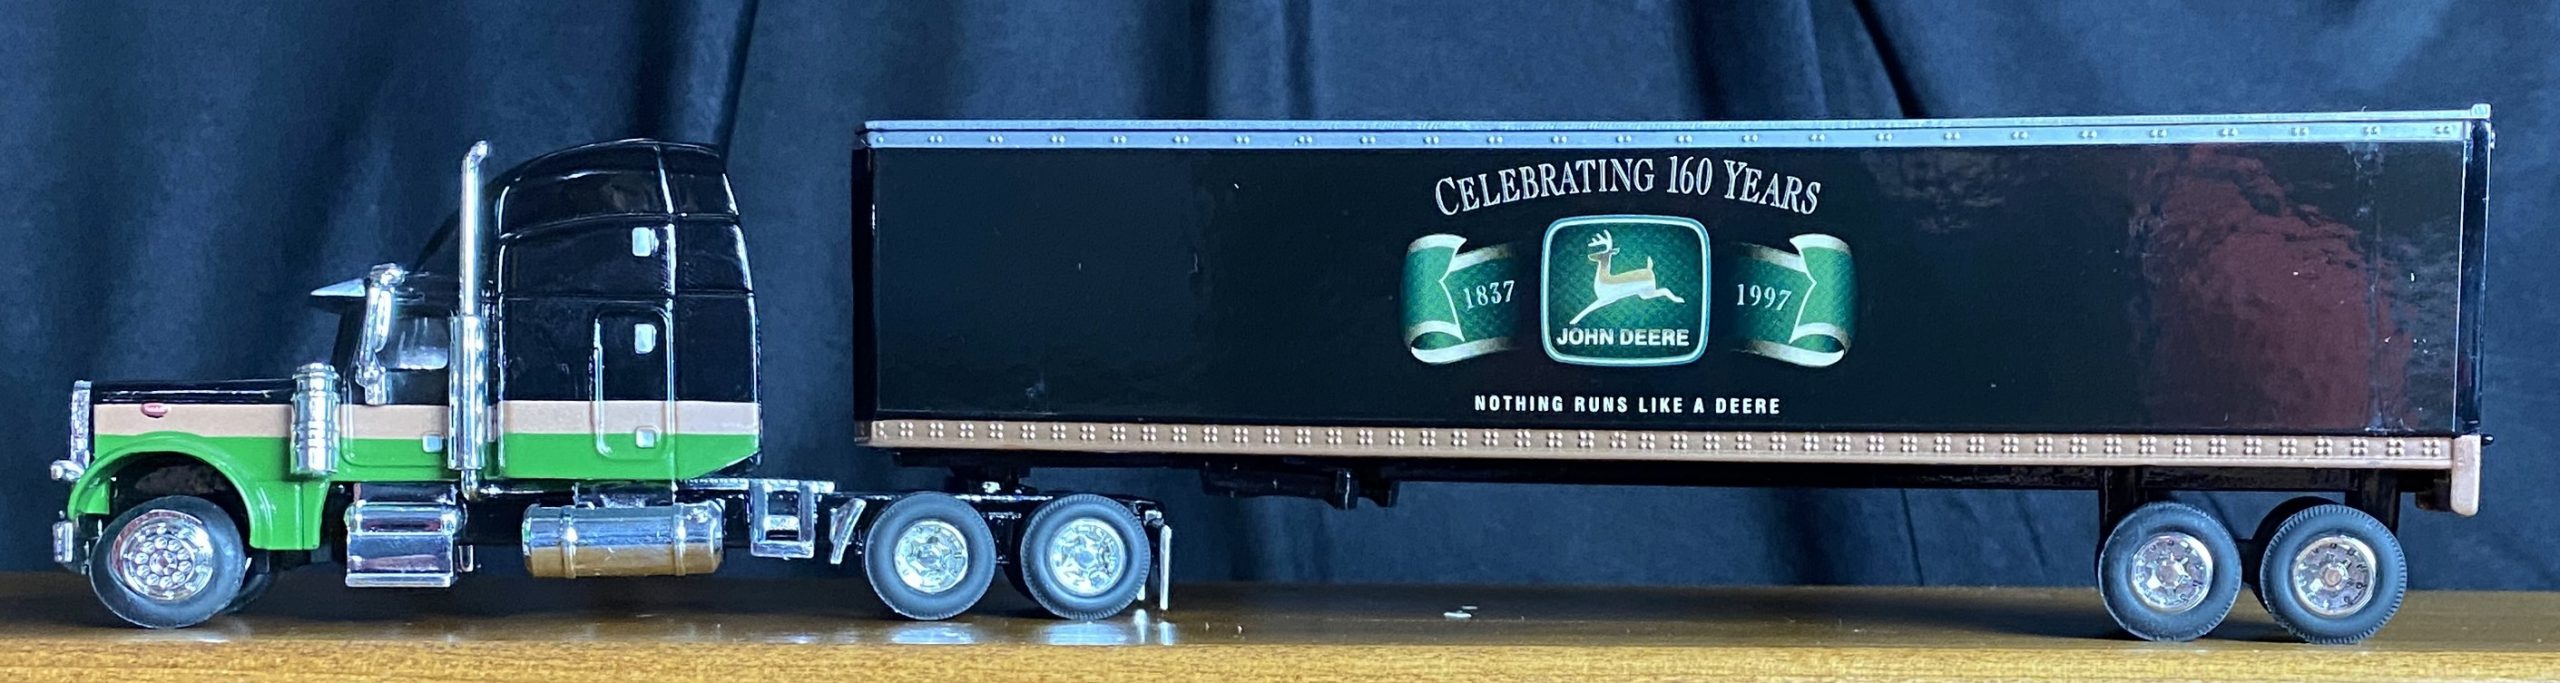 CELEBRATING 160 YEARS
1837
JOHN DEERE
1997
NOTHING RUNS LIKE A DEERE